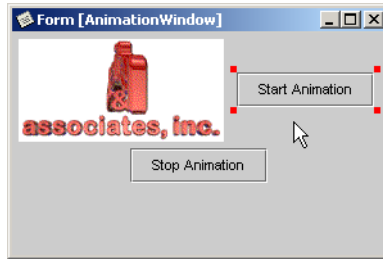 Form [AnimationWindow]
&
associates, inc.
Start Animation
Stop Animation